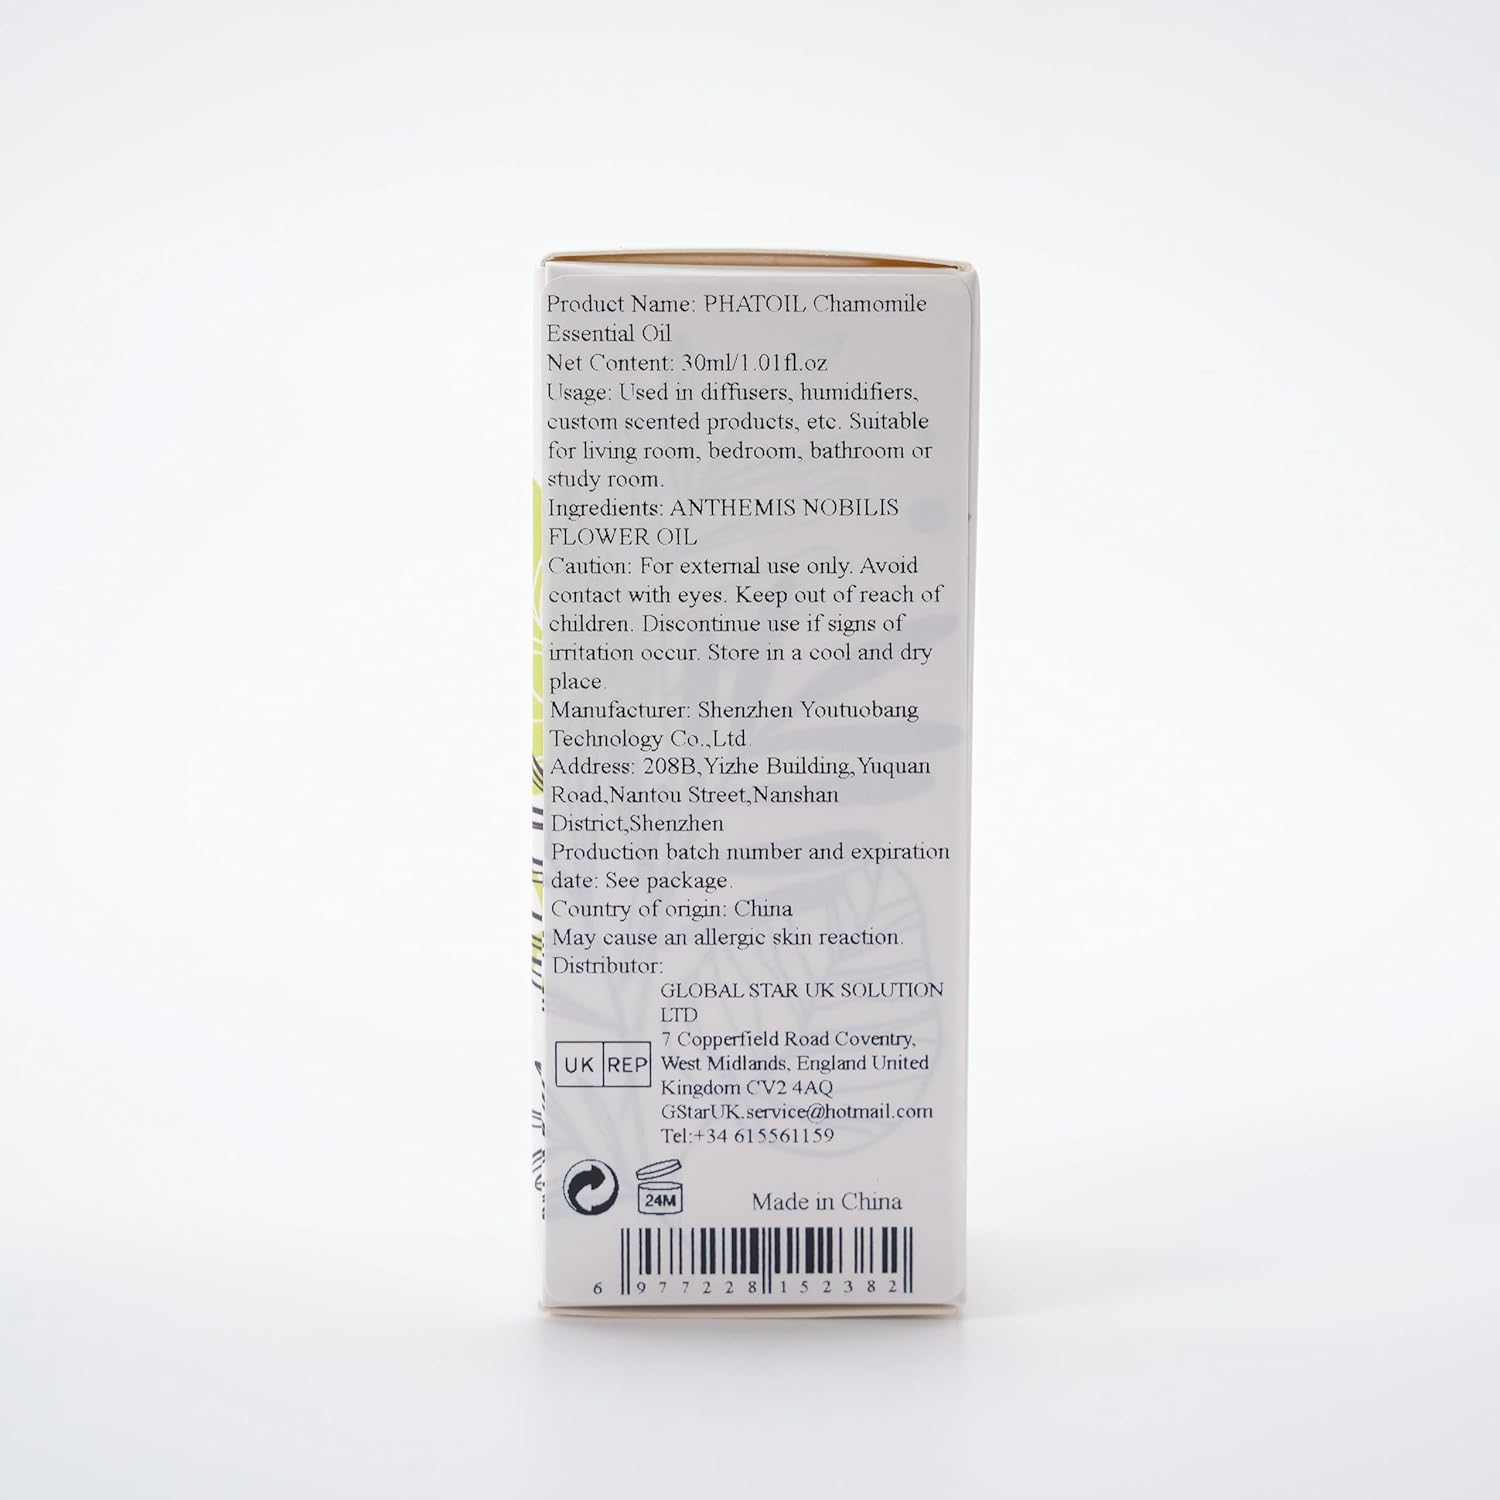 Product Name: PHATOIL Chamomile
Essential Oil
Net Content: 30ml/1.01fl.oz
Usage: Used in diffusers, humidifiers,
custom scented products, etc. Suitable
for living room, bedroom, bathroom or
study room.
Ingredients: ANTHEMIS NOBILIS
FLOWER OIL
Caution: For external use only. Avoid
contact with eyes. Keep out of reach of
children. Discontinue use if signs of
irritation occur. Store in a cool and dry
place.
Manufacturer: Shenzhen Youtuobang
Technology Co.,Ltd.
Address: 208B,Yizhe Building,Yuquan
Road,Nantou Street,Nanshan
District,Shenzhen
Production batch number and expiration
date: See package.
Country of origin: China
May cause an allergic skin reaction.
Distributor:
GLOBAL STAR UK SOLUTION
LTD
7 Copperfield Road Coventry,
West Midlands, England United
Kingdom CV2 4AQ
GStarUK.service@hotmail.com
Tel:+34 615561159
UK REP
24M
Made in China
6 977228 152382